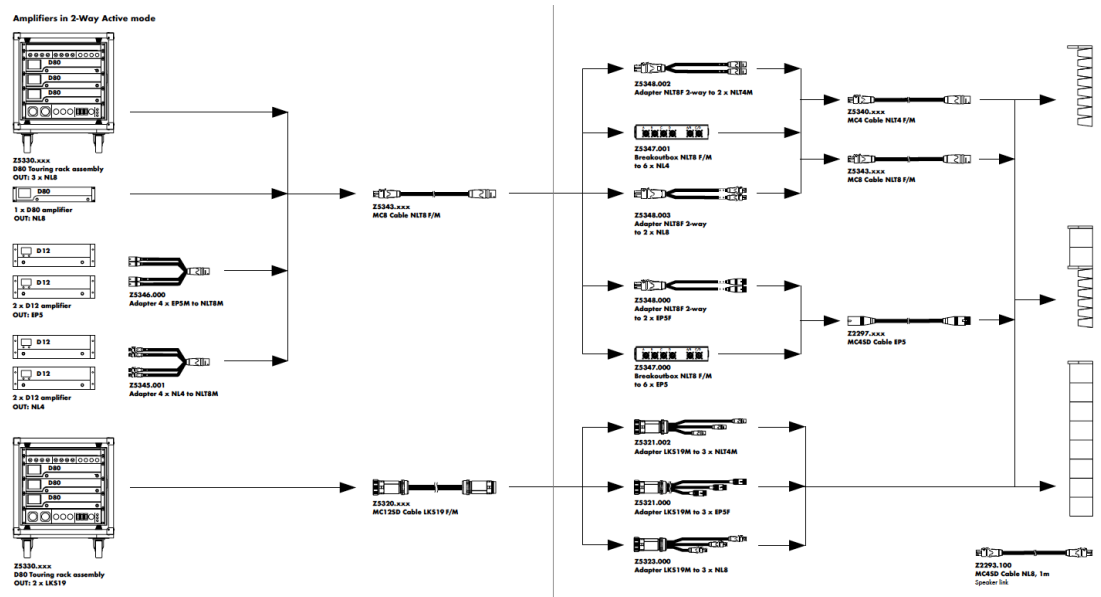 Amplifiers in 2-Way Active mode
D80
D80
D80
Z5330.xxx
D80 Touring rack assembly
OUT: 3 x NL8
D80
1 x D80 amplifier
OUT: NL8
D12
D12
2 x D12 amplifier
OUT: EP5
Z5346.000
Adapter 4 x EP5M to NLT8M
D12
D12
2 x D12 amplifier
OUT: NL4
Z5345.001
Adapter 4 x NL4 to NLT8M
D80
D80
D80
Z5330.xxx
D80 Touring rack assembly
OUT: 2 x LKS19
Z5343.xxx
MC8 Cable NLT8 F/M
Z5320.xxx
MC12SD Cable LKS19 F/M
Z5348.002
Adapter NLT8F 2-way to 2 x NLT4M
Z5347.001
Breakoutbox NLT8 F/M
to 6 x NL4
Z5348.003
Adapter NLT8F 2-way
to 2 x NL8
Z5348.000
Adapter NLT8F 2-way
to 2 x EP5F
Z5347.000
Breakoutbox NLT8 F/M
to 6 x EP5
Z5321.002
Adapter LKS19M to 3 x NLT4M
Z5321.000
Adapter LKS19M to 3 x EP5F
Z5323.000
Adapter LKS19M to 3 x NL8
Z5340.xxx
MC4 Cable NLT4 F/M
Z5343.xxx
MC8 Cable NLT8 F/M
Z2297.xxx
MC4SD Cable EP5
Z2293.100
MC4SD Cable NL8, 1m
Speaker link